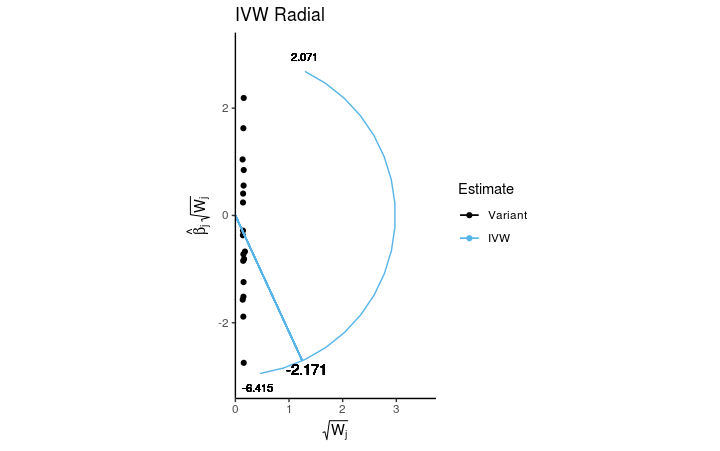 IVW Radial
2.071
2
0
-2
β̂j√Wj
-2.171
-6.415
0 1 2 3
√Wj
Estimate
Variant
IVW